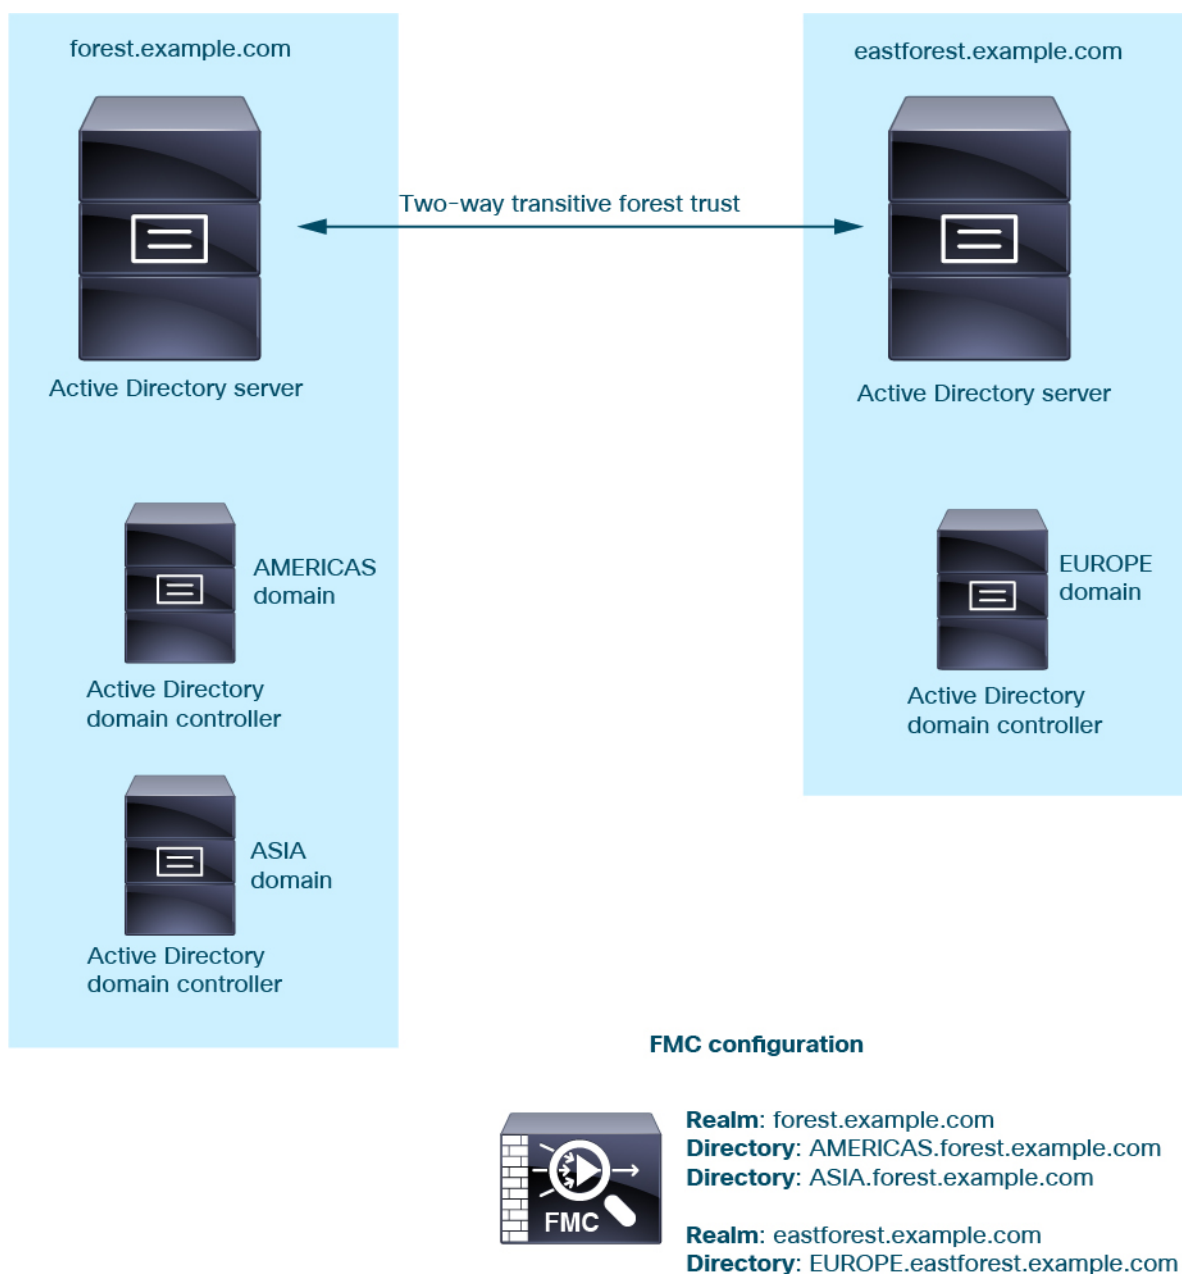 forest.example.com
eastforest.example.com
Two-way transitive forest trust
Active Directory server
Active Directory server
AMERICAS
domain
Active Directory
domain controller
EUROPE
domain
Active Directory
domain controller
ASIA
domain
Active Directory
domain controller
FMC configuration
FMC
Realm: forest.example.com
Directory: AMERICAS.forest.example.com
Directory: ASIA.forest.example.com
Realm: eastforest.example.com
Directory: EUROPE.eastforest.example.com